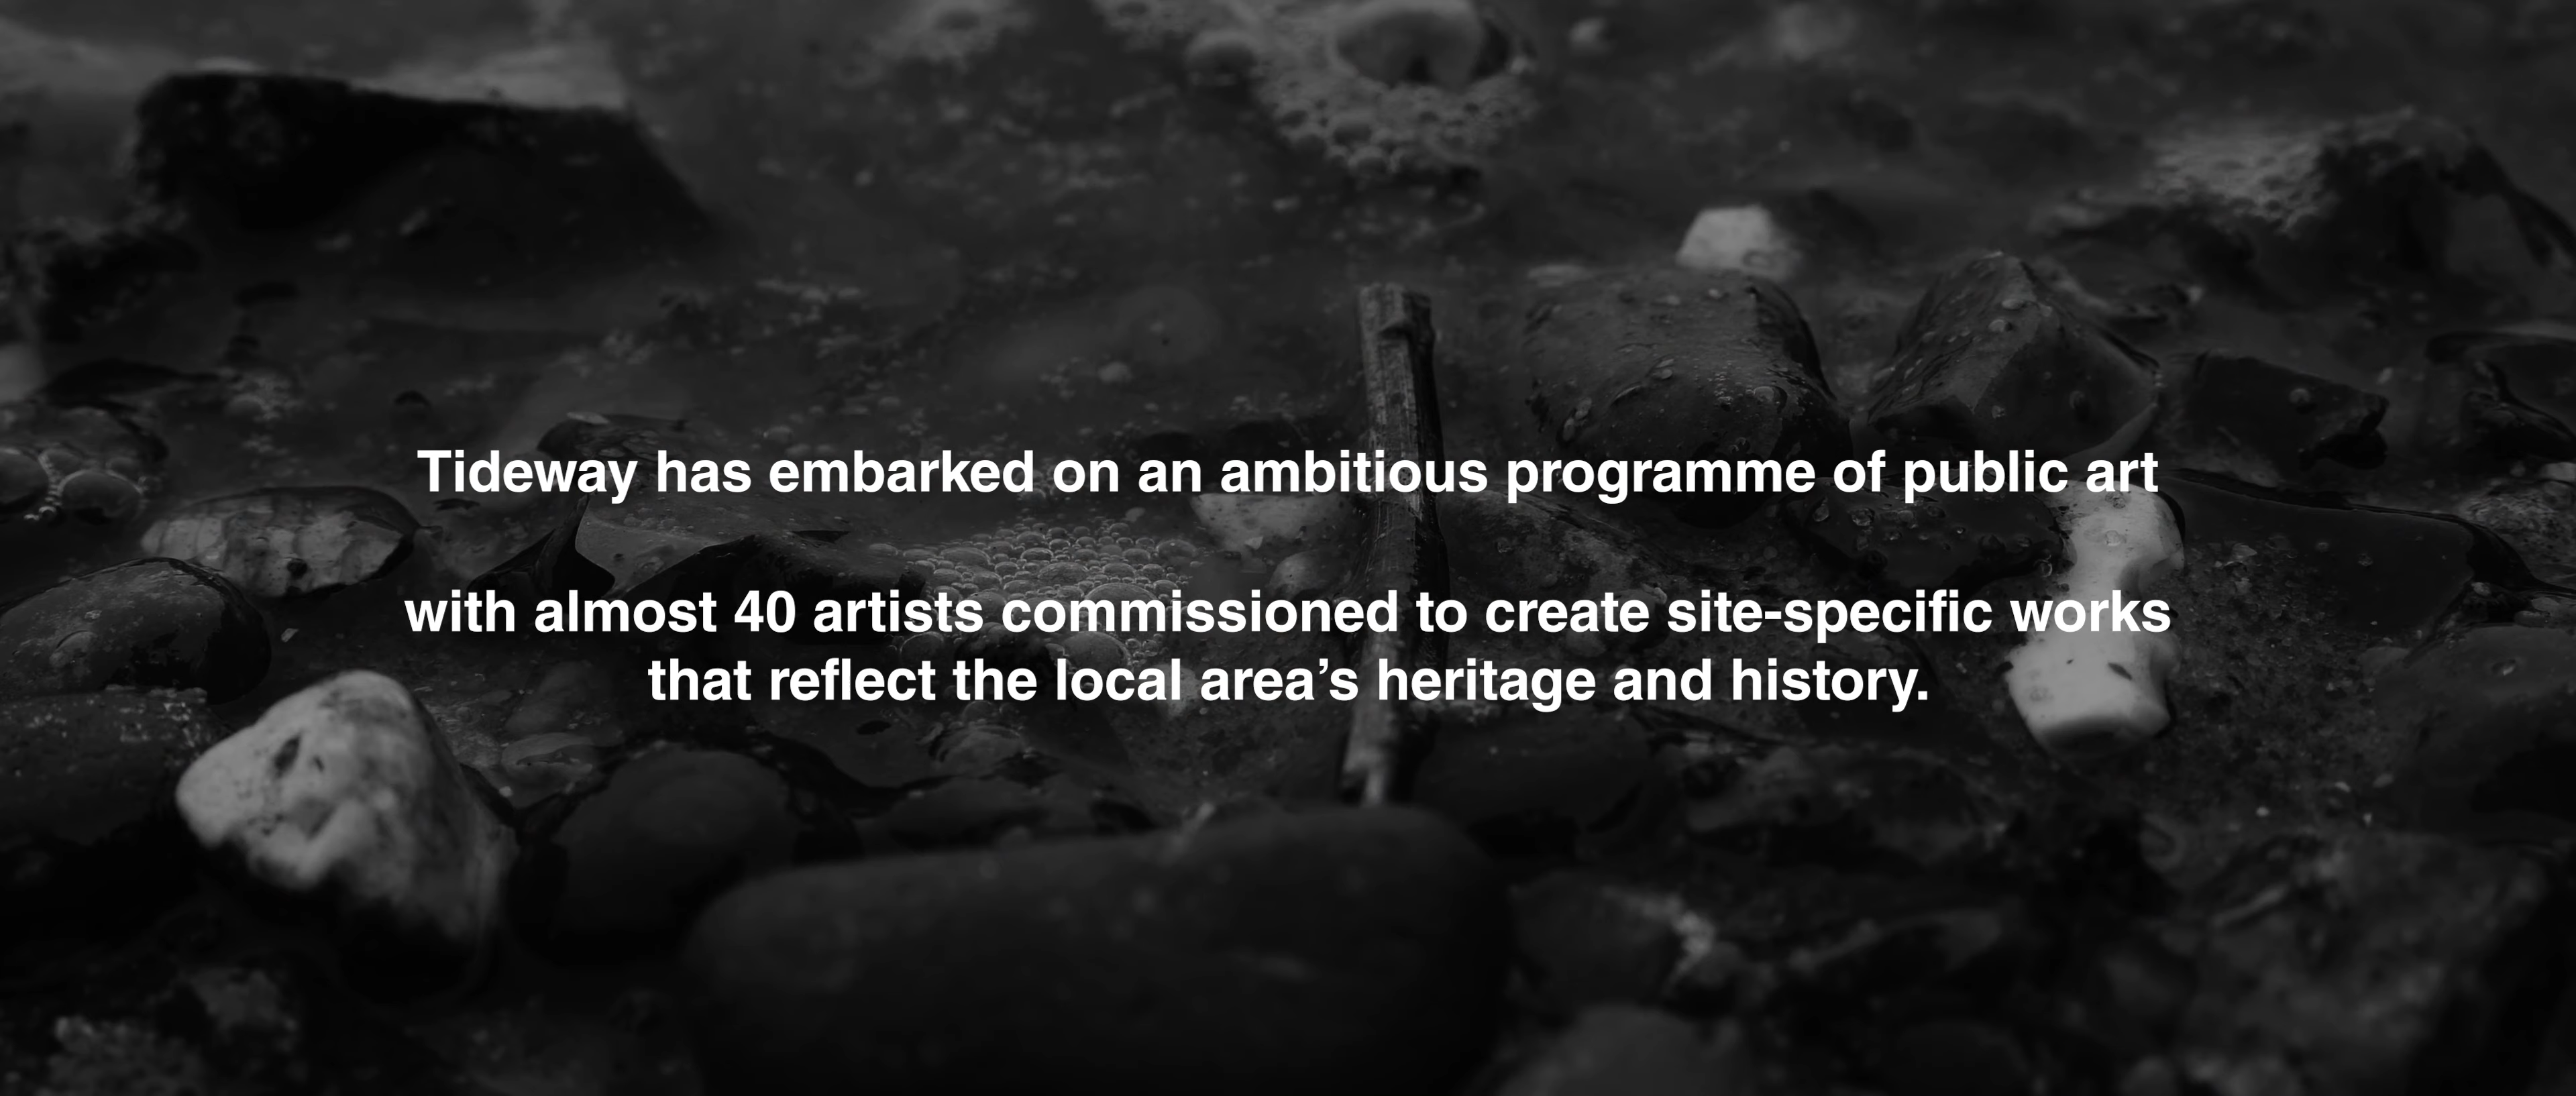 Tideway has embarked on an ambitious programme of public art
with almost 40 artists commissioned to create site-specific works
that reflect the local area’s heritage and history.